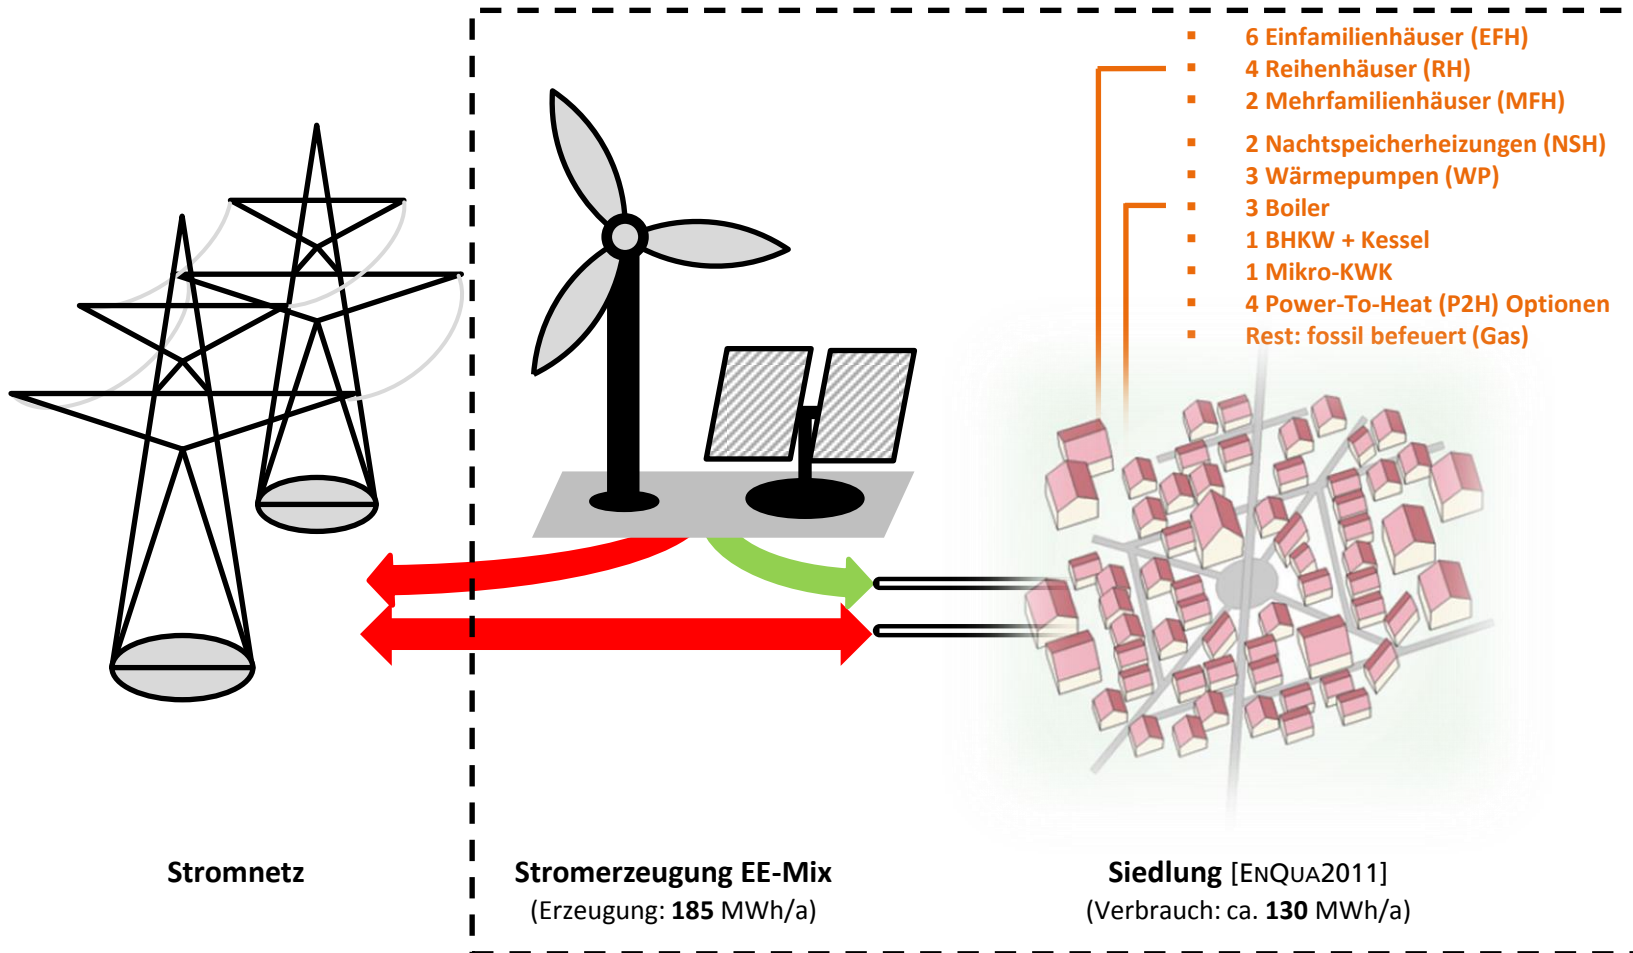 ▪ 6 Einfamilienhäuser (EFH)
▪ 4 Reihenhäuser (RH)
▪ 2 Mehrfamilienhäuser (MFH)
▪ 2 Nachtspeicherheizungen (NSH)
▪ 3 Wärmepumpen (WP)
▪ 3 Boiler
▪ 1 BHKW + Kessel
▪ 1 Mikro-KWK
▪ 4 Power-To-Heat (P2H) Optionen
▪ Rest: fossil befeuert (Gas)
Stromnetz
Stromerzeugung EE-Mix
(Erzeugung: 185 MWh/a)
Siedlung [ENQUA2011]
(Verbrauch: ca. 130 MWh/a)